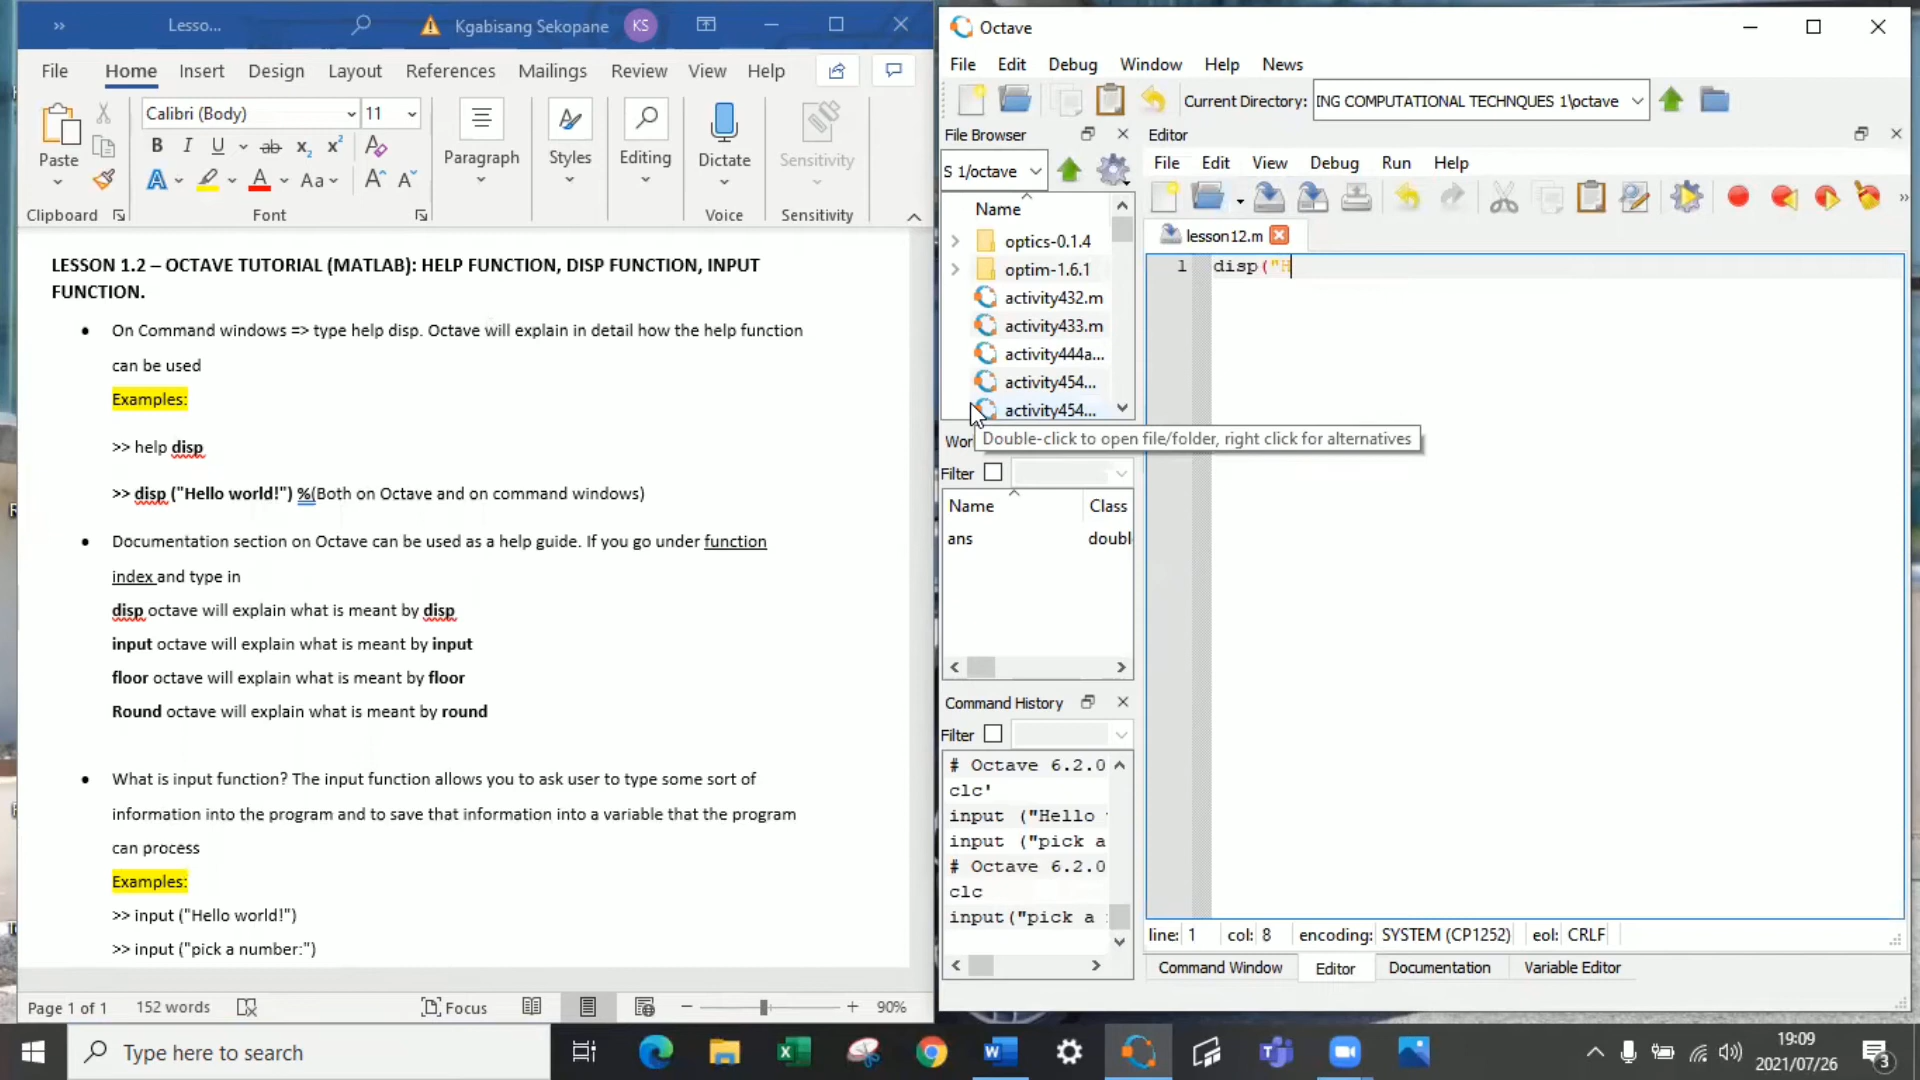 Lesso...
Kgabisang Sekopane
KS
File Home Insert Design Layout References Mailings Review View Help
Paste
Calibri (Body) 11
Paragraph
Styles
Editing
Dictate
Sensitivity
Clipboard
Font
Voice
Sensitivity
LESSON 1.2 – OCTAVE TUTORIAL (MATLAB): HELP FUNCTION, DISP FUNCTION, INPUT
FUNCTION.
• On Command windows => type help disp. Octave will explain in detail how the help function
can be used
Examples:
>> help disp
>> disp ("Hello world!") %(Both on Octave and on command windows)
• Documentation section on Octave can be used as a help guide. If you go under function
index and type in
disp octave will explain what is meant by disp
input octave will explain what is meant by input
floor octave will explain what is meant by floor
Round octave will explain what is meant by round
• What is input function? The input function allows you to ask user to type some sort of
information into the program and to save that information into a variable that the program
can process
Examples:
>> input ("Hello world!")
>> input ("pick a number:")
Page 1 of 1 152 words Focus 90%
Octave
File Edit Debug Window Help News
Current Directory: ING COMPUTATIONAL TECHNQUES 1\octave
File Browser
S 1/octave
Name
optics-0.1.4
optim-1.6.1
activity432.m
activity433.m
activity444a...
activity454...
activity454...
Double-click to open file/folder, right click for alternatives
Wor
Filter
Name Class
ans doubl
Command History
Filter
# Octave 6.2.0
clc'
input ("Hello
input ("pick a
# Octave 6.2.0
clc
input("pick a
Editor
File Edit View Debug Run Help
lesson12.m
1 disp("H
line: 1 col: 8 encoding: SYSTEM (CP1252) eol: CRLF
Command Window Editor Documentation Variable Editor
Type here to search
19:09
2021/07/26
3